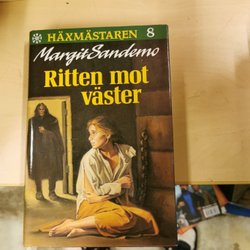 HÄXMÄSTAREN 8
Margit Sandemo
Ritten mot
väster